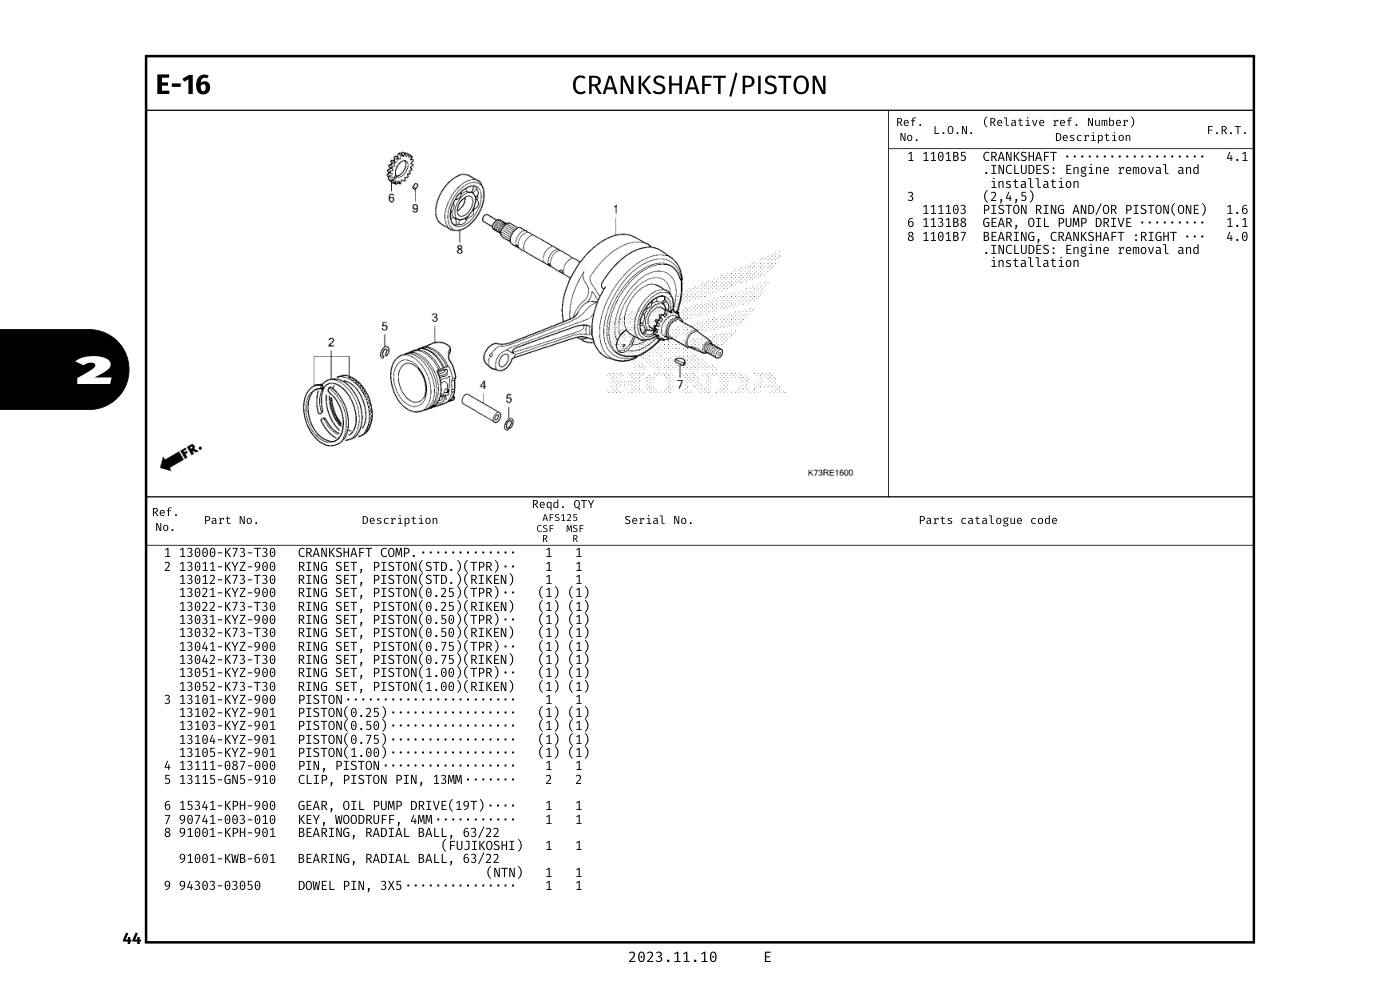 E-16
CRANKSHAFT/PISTON
6
9
8
1
5
3
2
4
5
7
HONDA
FR.
K73RE1600
Ref. No. L.O.N. (Relative ref. Number) Description F.R.T.
1 1101B5 CRANKSHAFT ··················· 4.1
.INCLUDES: Engine removal and
installation
3 (2,4,5)
111103 PISTON RING AND/OR PISTON(ONE) 1.6
6 1131B8 GEAR, OIL PUMP DRIVE ········· 1.1
8 1101B7 BEARING, CRANKSHAFT :RIGHT ··· 4.0
.INCLUDES: Engine removal and
installation
2
Ref. No. Part No. Description Reqd. QTY AFS125 CSF R MSF R Serial No. Parts catalogue code
1 13000-K73-T30 CRANKSHAFT COMP.············· 1 1
2 13011-KYZ-900 RING SET, PISTON(STD.)(TPR)·· 1 1
13012-K73-T30 RING SET, PISTON(STD.)(RIKEN) 1 1
13021-KYZ-900 RING SET, PISTON(0.25)(TPR)·· (1) (1)
13022-K73-T30 RING SET, PISTON(0.25)(RIKEN) (1) (1)
13031-KYZ-900 RING SET, PISTON(0.50)(TPR)·· (1) (1)
13032-K73-T30 RING SET, PISTON(0.50)(RIKEN) (1) (1)
13041-KYZ-900 RING SET, PISTON(0.75)(TPR)·· (1) (1)
13042-K73-T30 RING SET, PISTON(0.75)(RIKEN) (1) (1)
13051-KYZ-900 RING SET, PISTON(1.00)(TPR)·· (1) (1)
13052-K73-T30 RING SET, PISTON(1.00)(RIKEN) (1) (1)
3 13101-KYZ-900 PISTON······················· 1 1
13102-KYZ-901 PISTON(0.25)················· (1) (1)
13103-KYZ-901 PISTON(0.50)················· (1) (1)
13104-KYZ-901 PISTON(0.75)················· (1) (1)
13105-KYZ-901 PISTON(1.00)················· (1) (1)
4 13111-087-000 PIN, PISTON·················· 1 1
5 13115-GN5-910 CLIP, PISTON PIN, 13MM······· 2 2
6 15341-KPH-900 GEAR, OIL PUMP DRIVE(19T)···· 1 1
7 90741-003-010 KEY, WOODRUFF, 4MM··········· 1 1
8 91001-KPH-901 BEARING, RADIAL BALL, 63/22
(FUJIKOSHI) 1 1
91001-KWB-601 BEARING, RADIAL BALL, 63/22
(NTN) 1 1
9 94303-03050 DOWEL PIN, 3X5··············· 1 1
44
2023.11.10 E